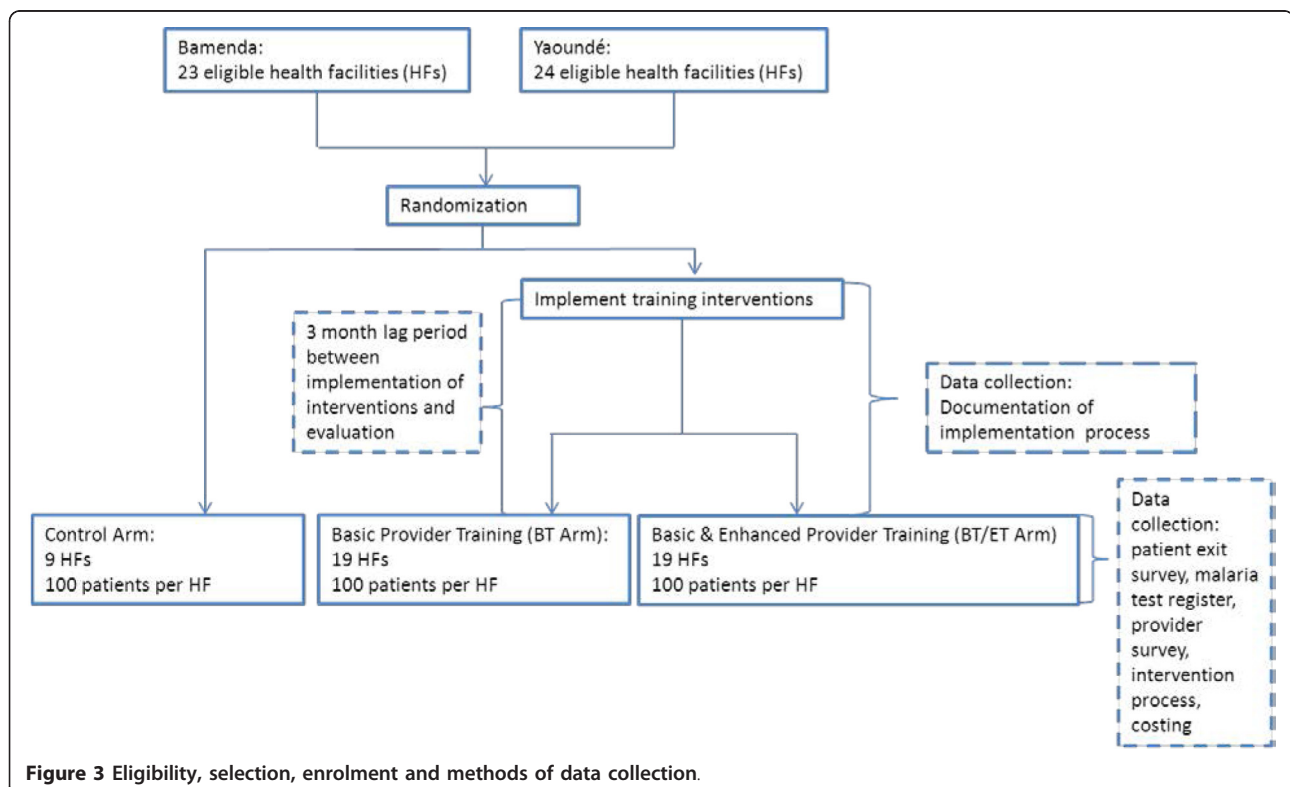 Bamenda:
23 eligible health facilities (HFs)
Yaoundé:
24 eligible health facilities (HFs)
Randomization
Implement training interventions
3 month lag period
between
implementation of
interventions and
evaluation
Data collection:
Documentation of
implementation process
Control Arm:
9 HFs
100 patients per HF
Basic Provider Training (BT Arm):
19 HFs
100 patients per HF
Basic & Enhanced Provider Training (BT/ET Arm)
19 HFs
100 patients per HF
Data
collection:
patient exit
survey, malaria
test register,
provider
survey,
intervention
process,
costing
Figure 3 Eligibility, selection, enrolment and methods of data collection.